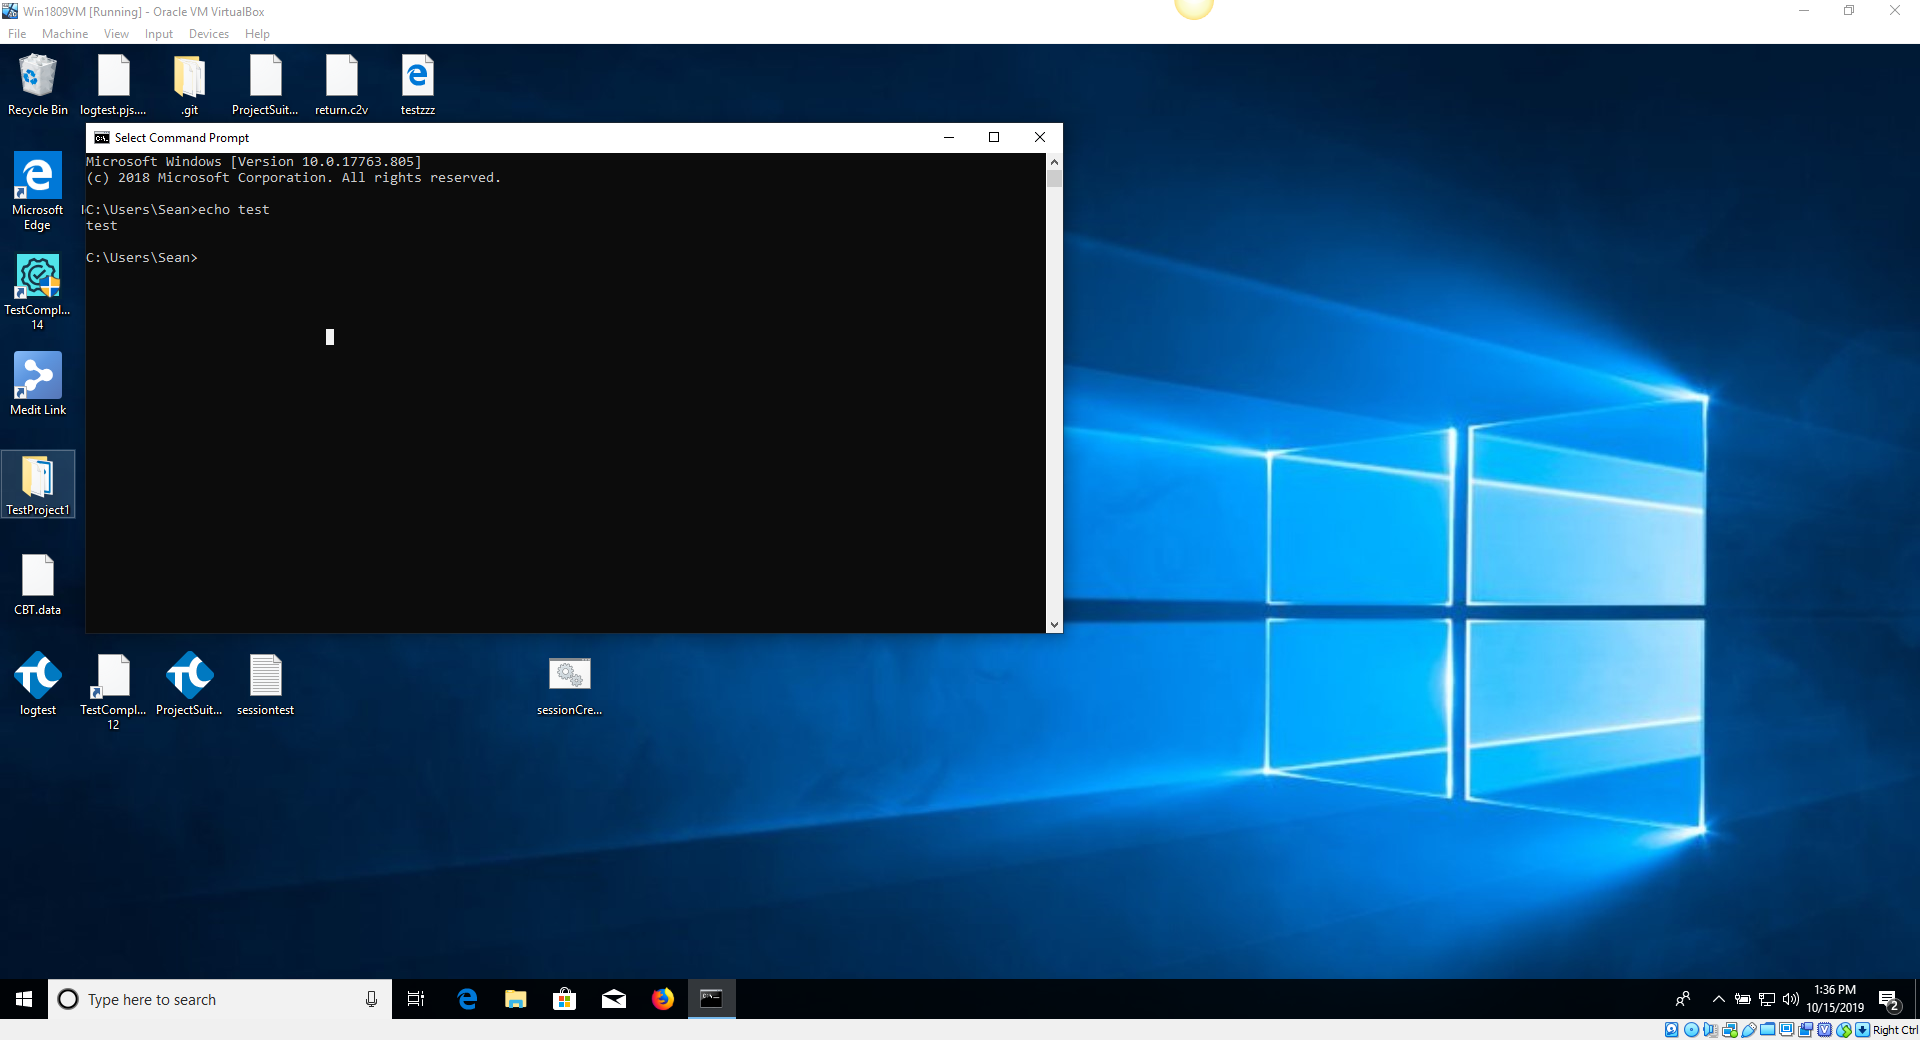 Win1809VM [Running] - Oracle VM VirtualBox
File Machine View Input Devices Help
Recycle Bin
logtest.pjs....
.git
ProjectSuit...
return.c2v
testzzz
Select Command Prompt
Microsoft Windows [Version 10.0.17763.805]
(c) 2018 Microsoft Corporation. All rights reserved.
C:\Users\Sean>echo test
test
C:\Users\Sean>
Microsoft
Edge
TestCompl...
14
Medit Link
TestProject1
CBT.data
logtest
TestCompl...
12
ProjectSuit...
sessiontest
sessionCre...
Type here to search
1:36 PM
10/15/2019
2
Right Ctrl